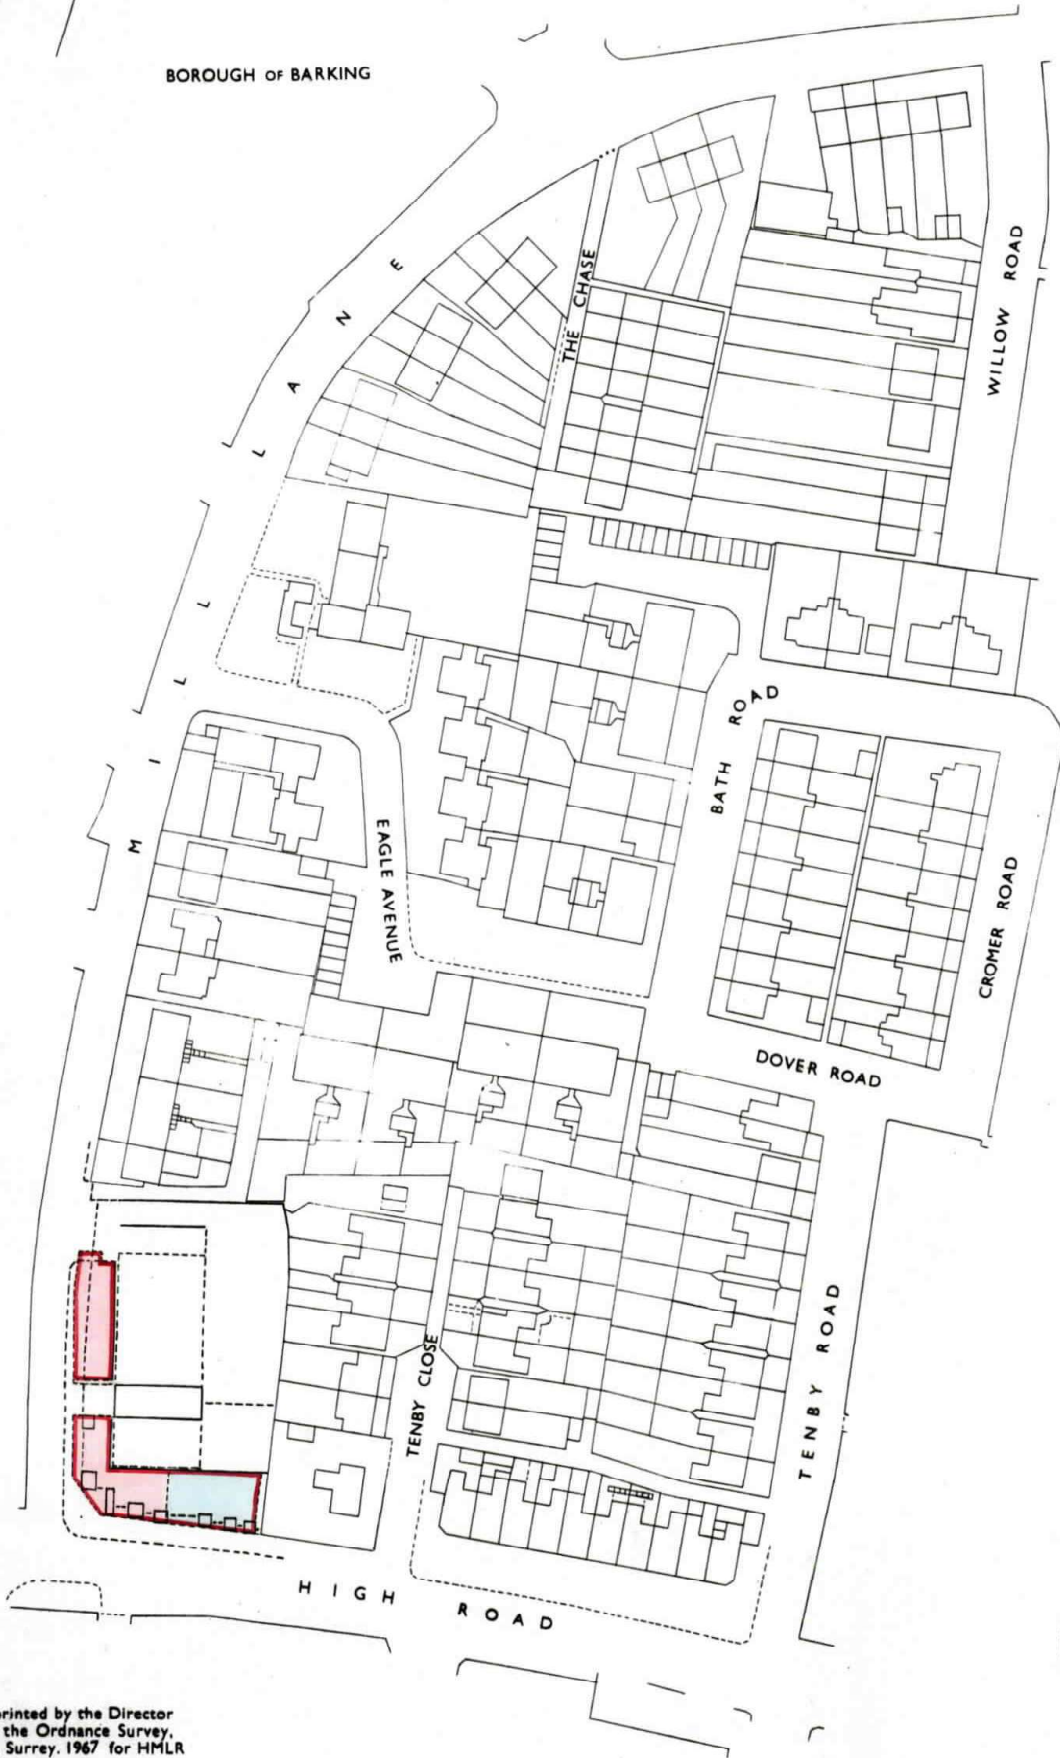 BOROUGH OF BARKING
MILL LANE
THE CHASE
WILLOW ROAD
BATH ROAD
EAGLE AVENUE
CROMER ROAD
DOVER ROAD
TENBY CLOSE
TENBY ROAD
HIGH ROAD
rinted by the Director
the Ordnance Survey,
Surrey. 1967 for HMLR